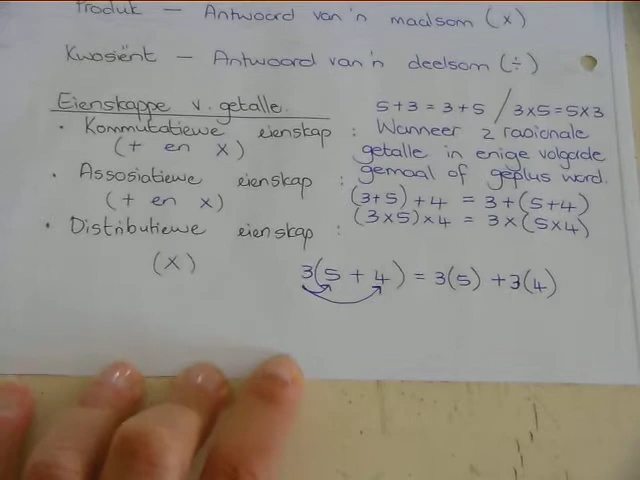 Produk — Antwoord van 'n maalsom (x)
Kwosiënt — Antwoord van 'n deelsom (÷)
Eienskappe v. getalle.
5+3 = 3+5 / 3x5 = 5x3
• Kommutatiewe eienskap : Wanneer 2 rasionale
(+ en x) getalle in enige volgorde
• Assosiatiewe eienskap : gemaal of geplus word.
(+ en x) (3+5)+4 = 3+(5+4)
(3x5)x4 = 3x(5x4)
• Distributiewe eienskap :
(x) 3(5 + 4) = 3(5) + 3(4)